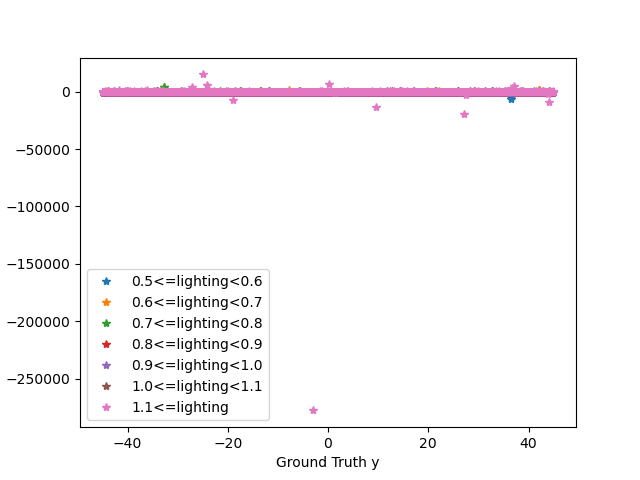 0
−50000
−100000
−150000
−200000
−250000
0.5<=lighting<0.6
0.6<=lighting<0.7
0.7<=lighting<0.8
0.8<=lighting<0.9
0.9<=lighting<1.0
1.0<=lighting<1.1
1.1<=lighting
−40 −20 0 20 40
Ground Truth y